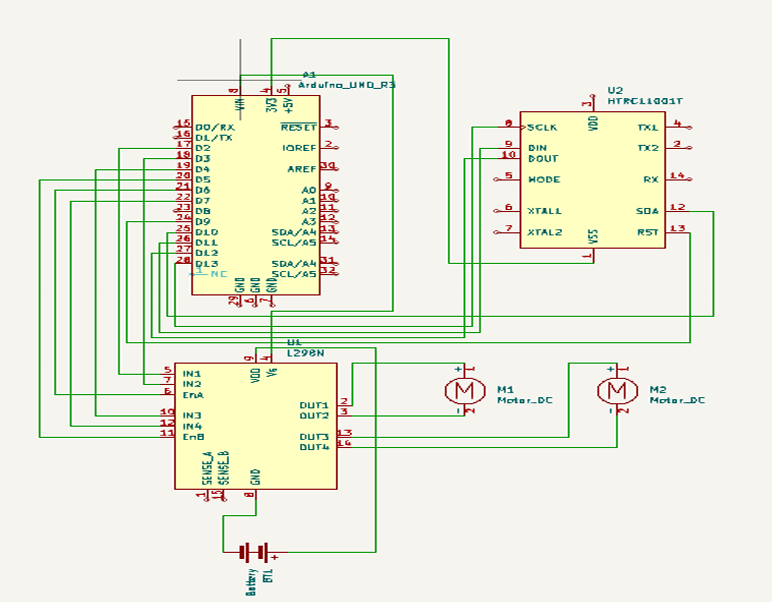 A1
Arduino_UNO_R3
8
4
5
VIN
3V3
+5V
15 D0/RX
16 D1/TX
17 D2
18 D3
19 D4
20 D5
21 D6
22 D7
23 D8
24 D9
25 D10
26 D11
27 D12
28 D13
1 NC
RESET 3
IOREF 2
AREF 30
A0 9
A1 10
A2 11
A3 12
SDA/A4 13
SCL/A5 14
SDA/A4 31
SCL/A5 32
GND
GND
GND
29
6
7
U2
HTRC11001T
3
VDD
8 SCLK
9 DIN
10 DOUT
5 MODE
6 XTAL1
7 XTAL2
TX1 4
TX2 2
RX 14
SDA 12
RST 13
VSS
1
U1
L298N
9
4
VDD
Vs
5 IN1
7 IN2
6 EnA
10 IN3
12 IN4
11 EnB
OUT1 2
OUT2 3
OUT3 13
OUT4 14
SENSE_A
SENSE_B
GND
1
15
8
+ 1
M
- 2
M1
Motor_DC
+ 1
M
- 2
M2
Motor_DC
+
Battery
BT1